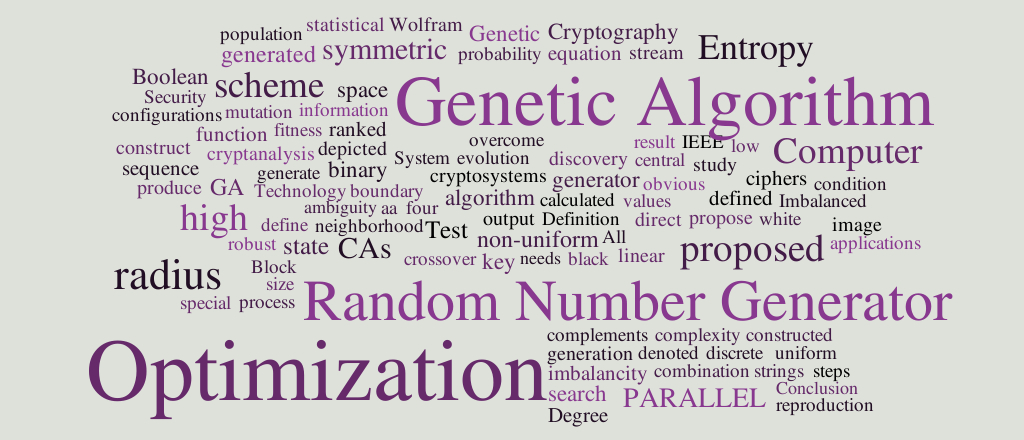 population statistical Wolfram Genetic Cryptography
generated symmetric probability equation stream Entropy
Boolean scheme space Genetic Algorithm
Security
configurations mutation information
function fitness ranked
construct cryptanalysis depicted overcome result IEEE low Computer
sequence generate binary System evolution discovery central study
produce GA Technology boundary cryptosystems generator obvious ciphers condition
ambiguity aa four algorithm calculated values defined Imbalanced
high define neighborhood Test output Definition direct propose white image
robust state CAs non-uniform All proposed applications
crossover key needs black linear
radius Block
size
special process Random Number Generator
Optimization complements complexity constructed
generation denoted discrete uniform
imbalancity combination strings steps
search PARALLEL Conclusion
reproduction
Degree